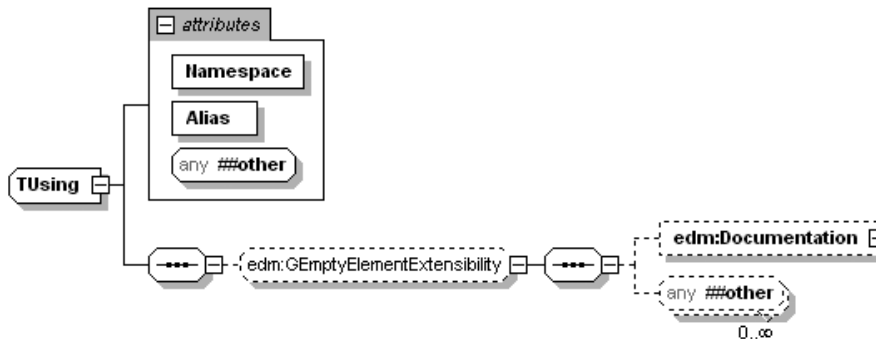 attributes
Namespace
Alias
any ##other
TUsing
edm:GEmptyElementExtensibility
edm:Documentation
any ##other
0..∞